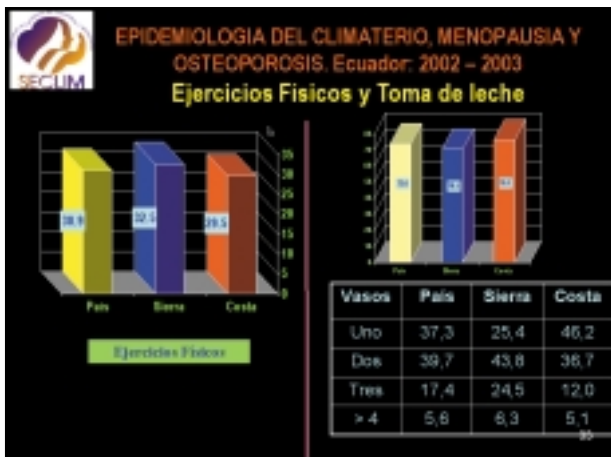 SECLIM
EPIDEMIOLOGIA DEL CLIMATERIO, MENOPAUSIA Y
OSTEOPOROSIS. Ecuador: 2002 – 2003
Ejercicios Fisicos y Toma de leche
%
35
30
25
20
15
10
5
0
30,9 32,5 29,5
País Sierra Costa
Ejercicios Físicos
País Sierra Costa
Vasos País Sierra Costa
Uno 37,3 25,4 46,2
Dos 39,7 43,8 36,7
Tres 17,4 24,5 12,0
> 4 5,6 6,3 5,1